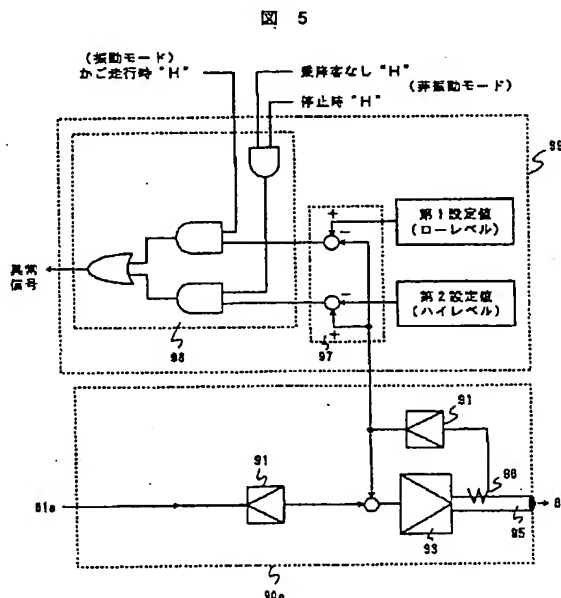 図 5
(振動モード)
かご走行時 "H"
乗降客なし "H"
(非振動モード)
停止時 "H"
99
+
-
第1設定値
(ローレベル)
異常
信号
-
第2設定値
(ハイレベル)
+
98
97
91
91
88
81a
8
95
93
90a